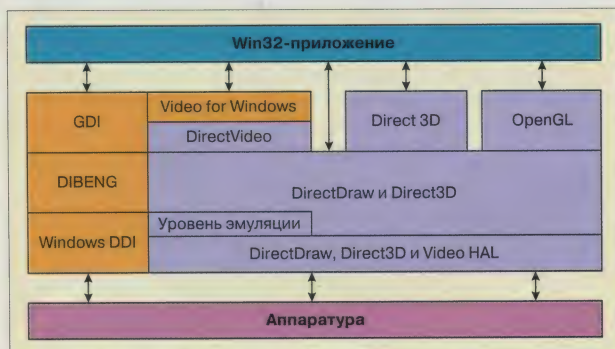 Win32-приложение
GDI
Video for Windows
DirectVideo
Direct 3D
OpenGL
DIBENG
DirectDraw и Direct3D
Уровень эмуляции
Windows DDI
DirectDraw, Direct3D и Video HAL
Аппаратура